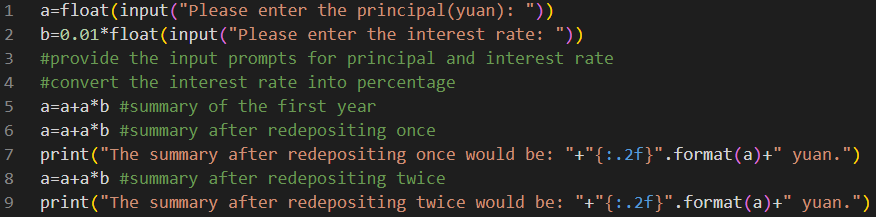 1 a=float(input("Please enter the principal(yuan): "))
2 b=0.01*float(input("Please enter the interest rate: "))
3 #provide the input prompts for principal and interest rate
4 #convert the interest rate into percentage
5 a=a+a*b #summary of the first year
6 a=a+a*b #summary after redepositing once
7 print("The summary after redepositing once would be: "+"{:.2f}".format(a)+" yuan.")
8 a=a+a*b #summary after redepositing twice
9 print("The summary after redepositing twice would be: "+"{:.2f}".format(a)+" yuan.")